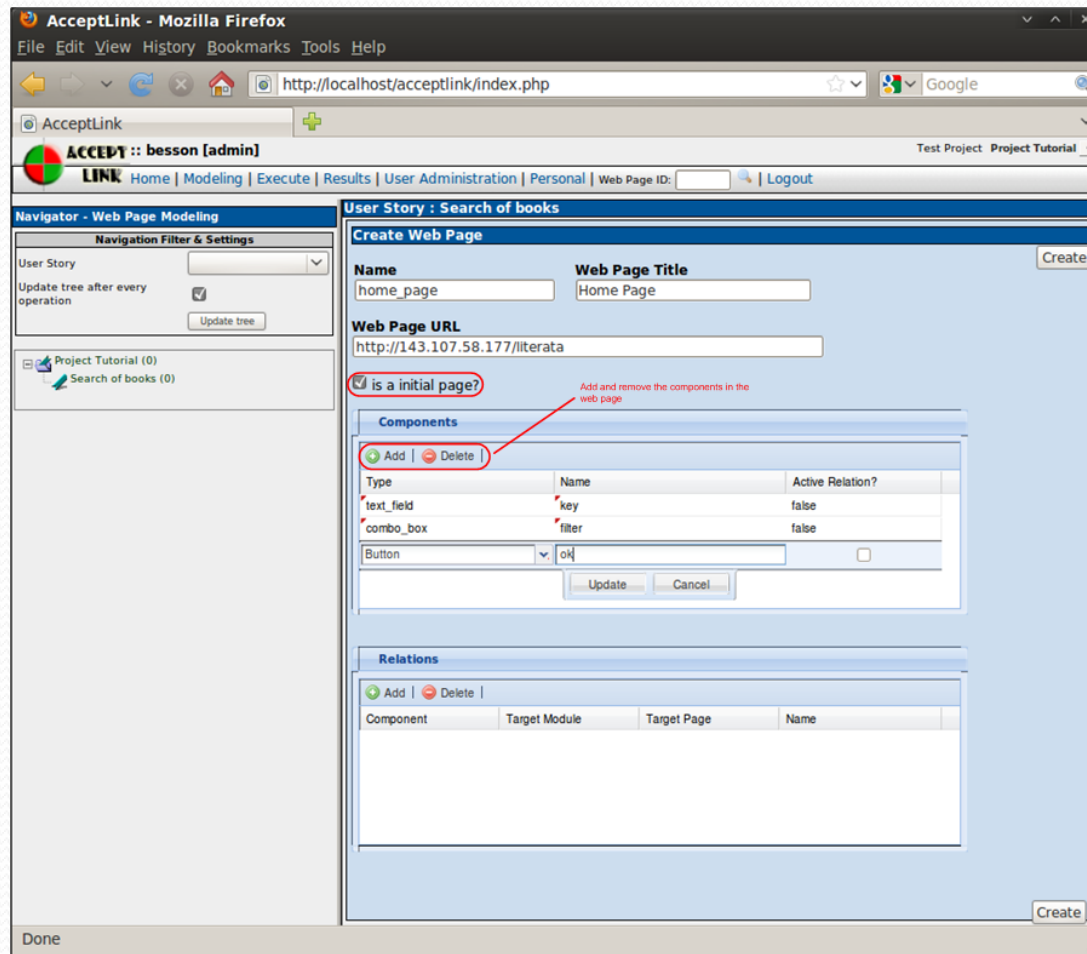 AcceptLink - Mozilla Firefox
File Edit View History Bookmarks Tools Help
http://localhost/acceptlink/index.php
Google
AcceptLink
ACCEPT LINK
:: besson [admin]
Test Project Project Tutorial
Home | Modeling | Execute | Results | User Administration | Personal | Web Page ID: | Logout
Navigator - Web Page Modeling
Navigation Filter & Settings
User Story
Update tree after every
operation
Update tree
Project Tutorial (0)
Search of books (0)
User Story : Search of books
Create Web Page
Create
Name Web Page Title
home_page Home Page
Web Page URL
http://143.107.58.177/literata
is a initial page?
Add and remove the components in the
web page
Components
Add | Delete |
Type Name Active Relation?
text_field key false
combo_box filter false
Button ok
Update Cancel
Relations
Add | Delete |
Component Target Module Target Page Name
Create
Done